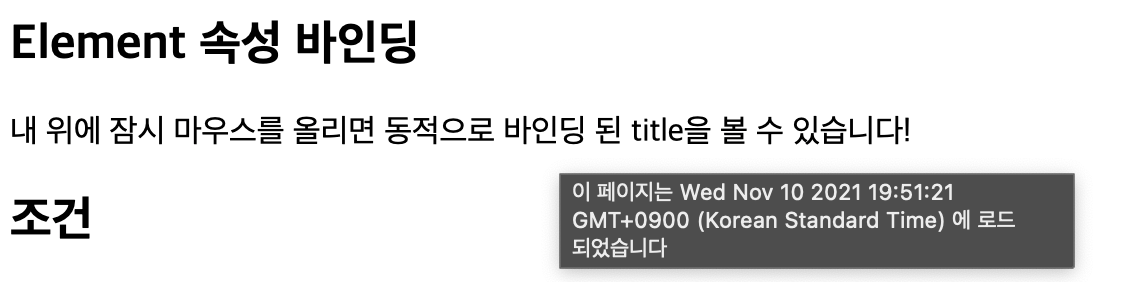 Element 속성 바인딩
내 위에 잠시 마우스를 올리면 동적으로 바인딩 된 title을 볼 수 있습니다!
조건
이 페이지는 Wed Nov 10 2021 19:51:21
GMT+0900 (Korean Standard Time) 에 로드
되었습니다